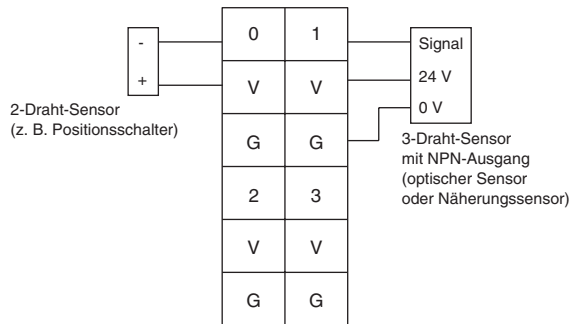 -
+
2-Draht-Sensor
(z. B. Positionsschalter)
0 1
V V
G G
2 3
V V
G G
Signal
24 V
0 V
3-Draht-Sensor
mit NPN-Ausgang
(optischer Sensor
oder Näherungssensor)